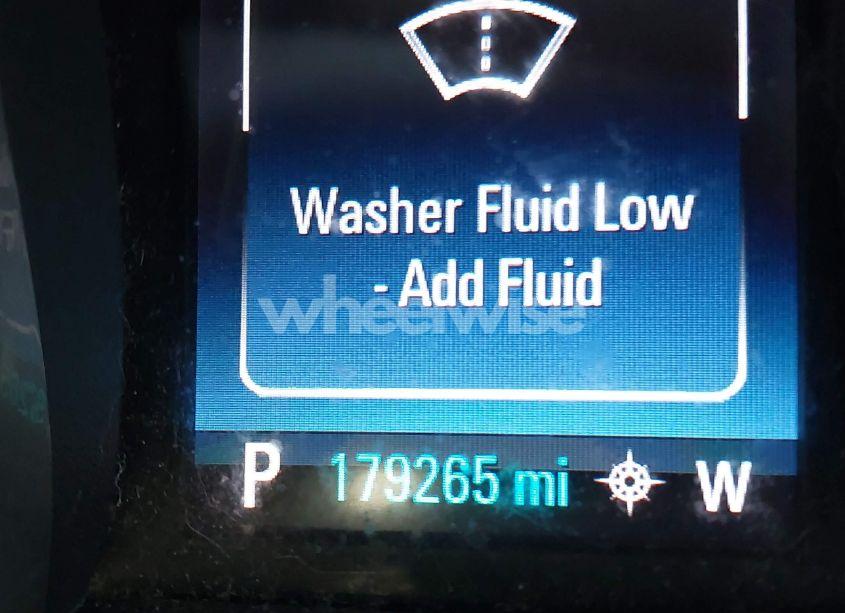 Washer Fluid Low
- Add Fluid
wheelwise
P 179265 mi W